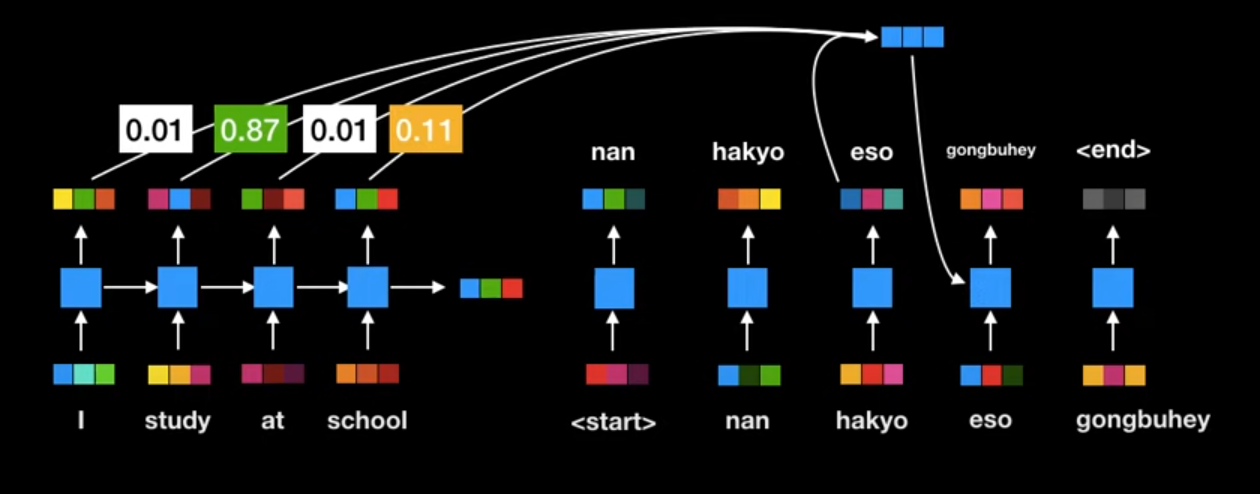 0.01 0.87 0.01 0.11
nan hakyo eso gongbuhey <end>
I study at school <start> nan hakyo eso gongbuhey